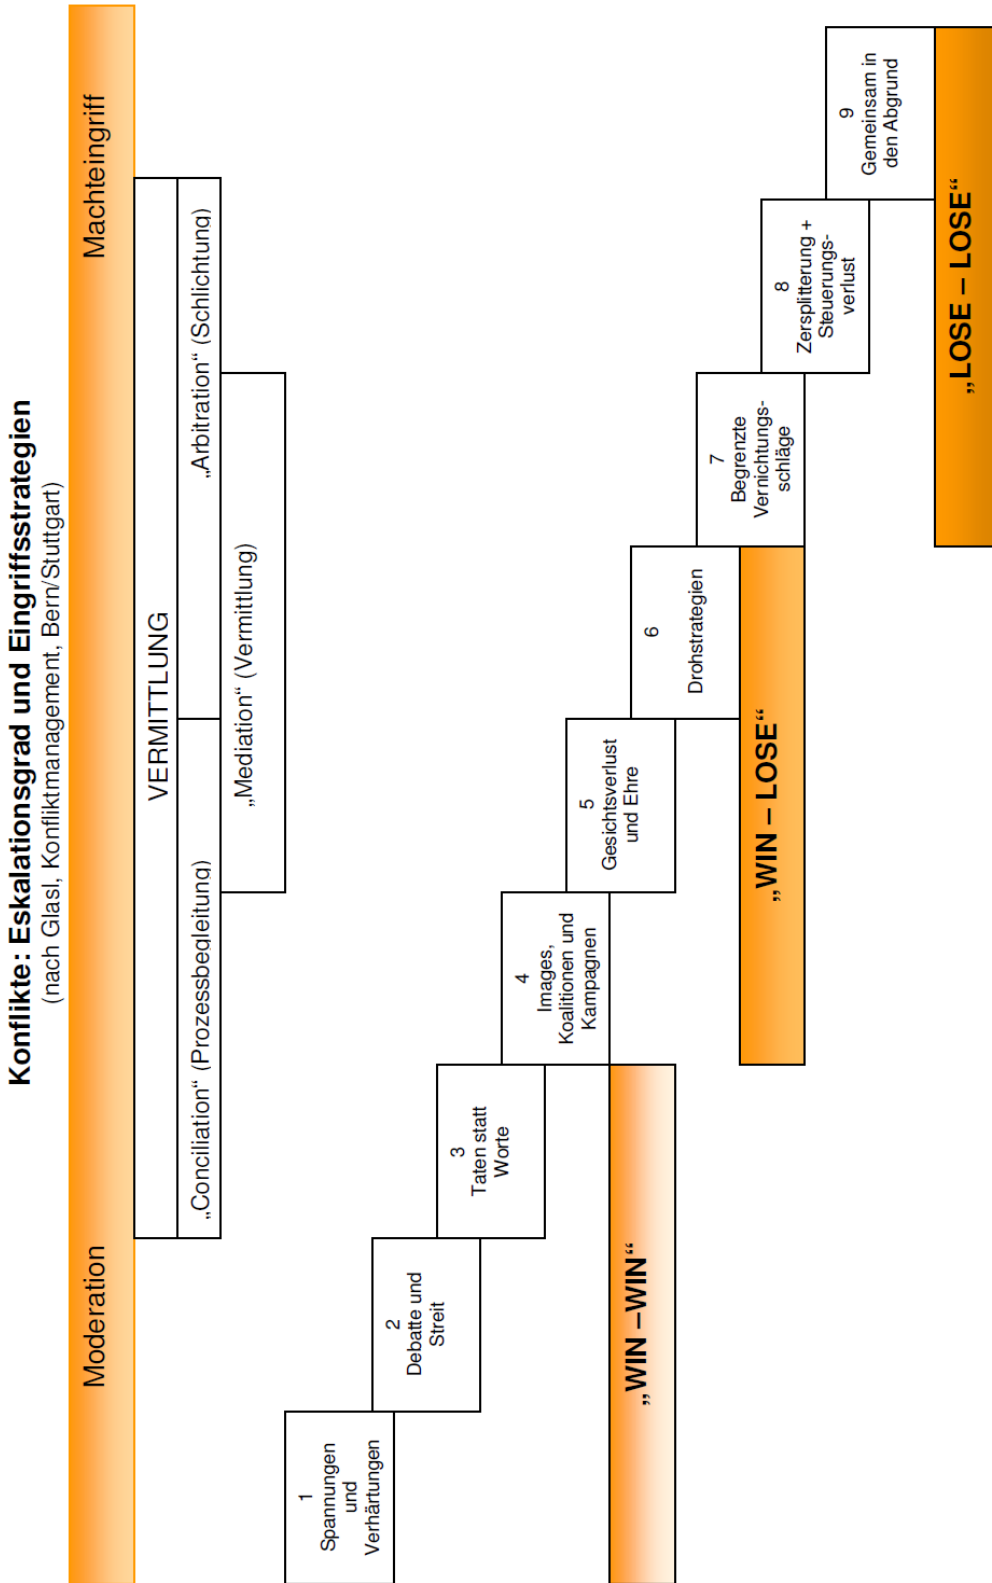 Konflikte: Eskalationsgrad und Eingriffsstrategien
(nach Glasl, Konfliktmanagement, Bern/Stuttgart)
Moderation
Machteingriff
VERMITTLUNG
„Conciliation“ (Prozessbegleitung)
„Arbitration“ (Schlichtung)
„Mediation“ (Vermittlung)
1
Spannungen
und
Verhärtungen
2
Debatte und
Streit
3
Taten statt
Worte
4
Images,
Koalitionen und
Kampagnen
5
Gesichtsverlust
und Ehre
6
Drohstrategien
7
Begrenzte
Vernichtungs-
schläge
8
Zersplitterung +
Steuerungs-
verlust
9
Gemeinsam in
den Abgrund
„WIN –WIN“
„WIN – LOSE“
„LOSE – LOSE“